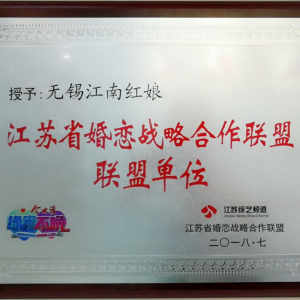 授予:无锡江南红娘
江苏省婚恋战略合作联盟
联盟单位
江苏综艺频道
江苏省婚恋战略合作联盟
二〇一八·七